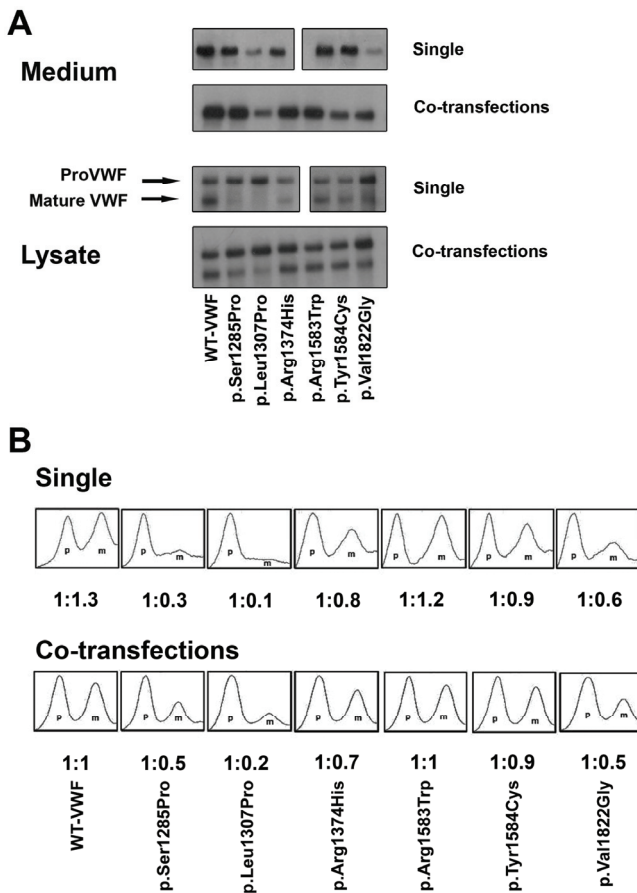 A
Medium
Single
Co-transfections
ProVWF
Mature VWF
Single
Lysate
Co-transfections
WT-VWF
p.Ser1285Pro
p.Leu1307Pro
p.Arg1374His
p.Arg1583Trp
p.Tyr1584Cys
p.Val1822Gly
B
Single
p m p m p m p m p m p m p m
1:1.3 1:0.3 1:0.1 1:0.8 1:1.2 1:0.9 1:0.6
Co-transfections
p m p m p m p m p m p m p m
1:1 1:0.5 1:0.2 1:0.7 1:1 1:0.9 1:0.5
WT-VWF
p.Ser1285Pro
p.Leu1307Pro
p.Arg1374His
p.Arg1583Trp
p.Tyr1584Cys
p.Val1822Gly